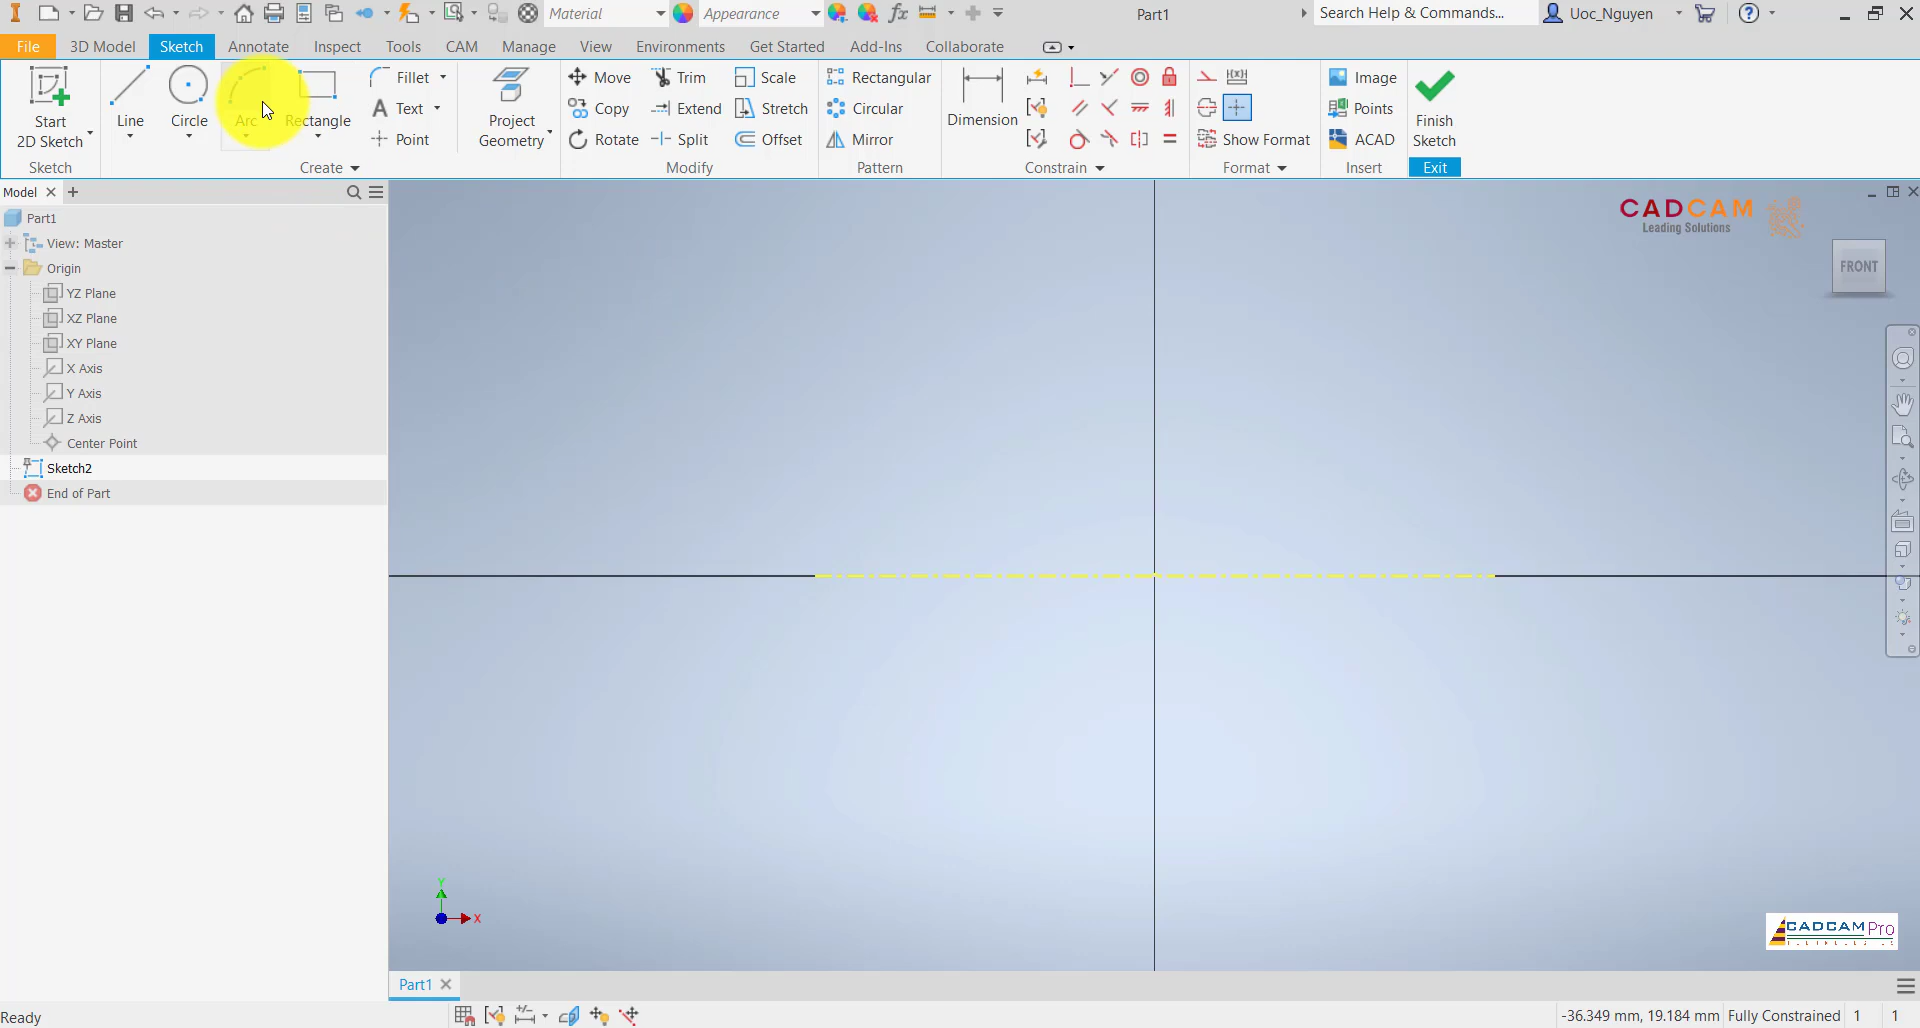 Material
Appearance
Part1
Search Help & Commands...
Uoc_Nguyen
File
3D Model
Sketch
Annotate
Inspect
Tools
CAM
Manage
View
Environments
Get Started
Add-Ins
Collaborate
Start
2D Sketch
Line
Circle
Arc
Rectangle
Fillet
Text
Point
Project
Geometry
Move
Copy
Rotate
Trim
Extend
Split
Scale
Stretch
Offset
Rectangular
Circular
Mirror
Dimension
Show Format
Image
Points
ACAD
Finish
Sketch
Sketch
Create
Modify
Pattern
Constrain
Format
Insert
Exit
Model
Part1
View: Master
Origin
YZ Plane
XZ Plane
XY Plane
X Axis
Y Axis
Z Axis
Center Point
Sketch2
End of Part
CADCAM
Leading Solutions
FRONT
Y
X
CADCAM Pro
Part1
Ready
-36.349 mm, 19.184 mm
Fully Constrained
1
1